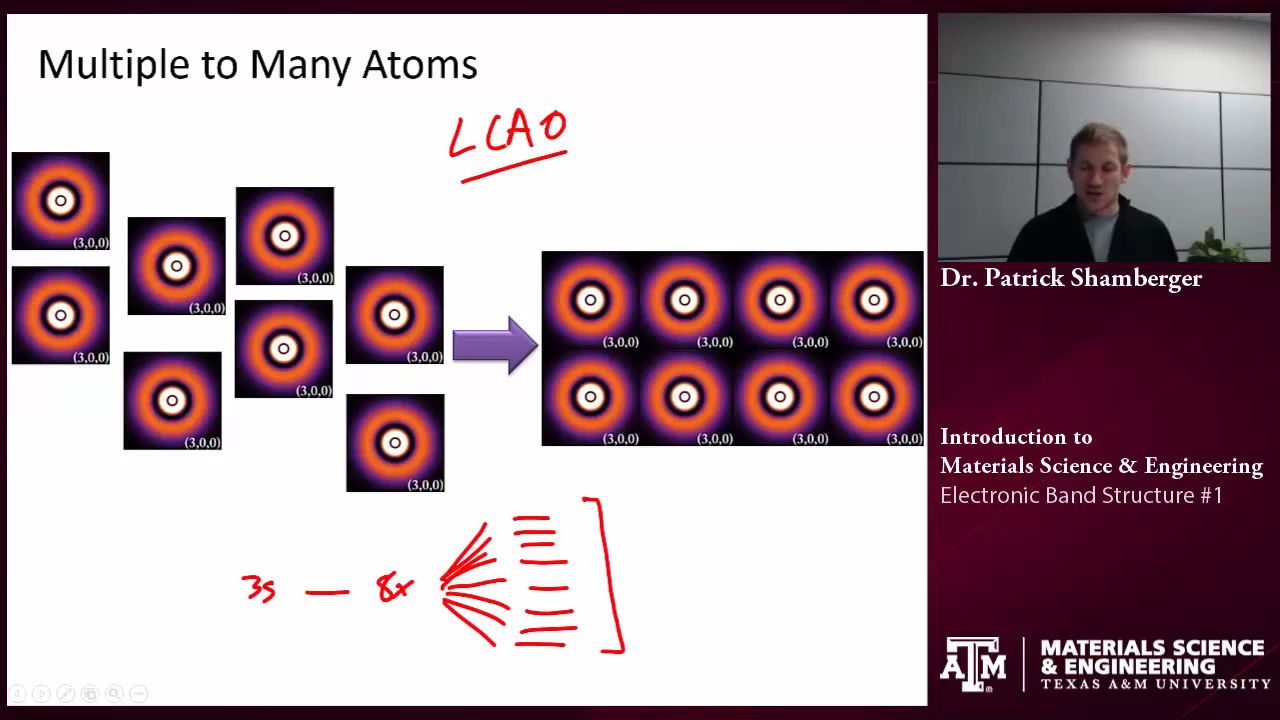 Multiple to Many Atoms
LCAO
(3,0,0)
(3,0,0)
(3,0,0)
(3,0,0)
(3,0,0)
(3,0,0)
(3,0,0)
(3,0,0)
(3,0,0) (3,0,0) (3,0,0) (3,0,0)
(3,0,0) (3,0,0) (3,0,0) (3,0,0)
3s — 8x
Dr. Patrick Shamberger
Introduction to
Materials Science & Engineering
Electronic Band Structure #1
ATM
MATERIALS SCIENCE
& ENGINEERING
TEXAS A&M UNIVERSITY